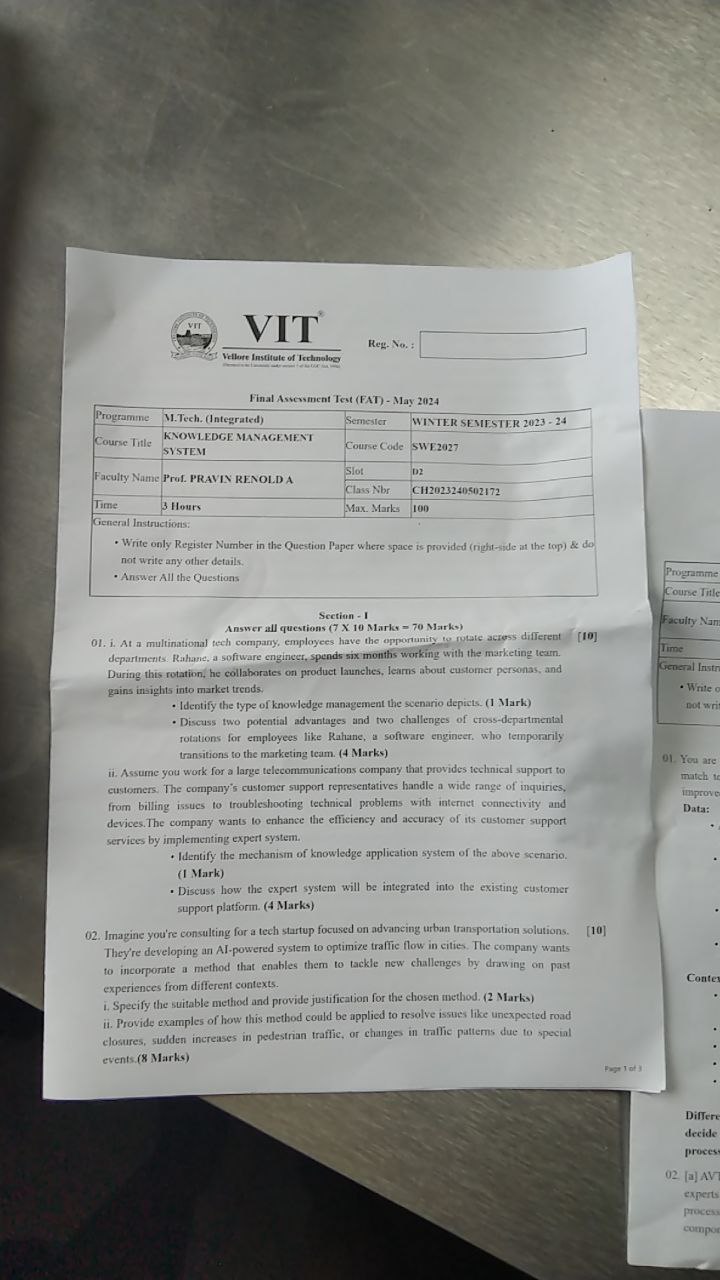 VIT
VIT®
Vellore Institute of Technology
Reg. No. :
Final Assessment Test (FAT) - May 2024
Programme M.Tech. (Integrated) Semester WINTER SEMESTER 2023 - 24
Course Title KNOWLEDGE MANAGEMENT SYSTEM Course Code SWE2027
Faculty Name Prof. PRAVIN RENOLD A Slot D2
Class Nbr CH2023240502172
Time 3 Hours Max. Marks 100
General Instructions:
• Write only Register Number in the Question Paper where space is provided (right-side at the top) & do
not write any other details.
• Answer All the Questions
Section - I
Answer all questions (7 X 10 Marks = 70 Marks)
01. i. At a multinational tech company, employees have the opportunity to rotate across different [10]
departments. Rahane, a software engineer, spends six months working with the marketing team.
During this rotation, he collaborates on product launches, learns about customer personas, and
gains insights into market trends.
• Identify the type of knowledge management the scenario depicts. (1 Mark)
• Discuss two potential advantages and two challenges of cross-departmental
rotations for employees like Rahane, a software engineer, who temporarily
transitions to the marketing team. (4 Marks)
ii. Assume you work for a large telecommunications company that provides technical support to
customers. The company's customer support representatives handle a wide range of inquiries,
from billing issues to troubleshooting technical problems with internet connectivity and
devices.The company wants to enhance the efficiency and accuracy of its customer support
services by implementing expert system.
• Identify the mechanism of knowledge application system of the above scenario.
(1 Mark)
• Discuss how the expert system will be integrated into the existing customer
support platform. (4 Marks)
02. Imagine you're consulting for a tech startup focused on advancing urban transportation solutions. [10]
They're developing an AI-powered system to optimize traffic flow in cities. The company wants
to incorporate a method that enables them to tackle new challenges by drawing on past
experiences from different contexts.
i. Specify the suitable method and provide justification for the chosen method. (2 Marks)
ii. Provide examples of how this method could be applied to resolve issues like unexpected road
closures, sudden increases in pedestrian traffic, or changes in traffic patterns due to special
events.(8 Marks)
Page 1 of 3
Programme
Course Title
Faculty Nam
Time
General Instr
• Write o
not writ
01. You are
match to
improve
Data:
Contex
Differe
decide
process
02. [a] AVT
experts
process
compon